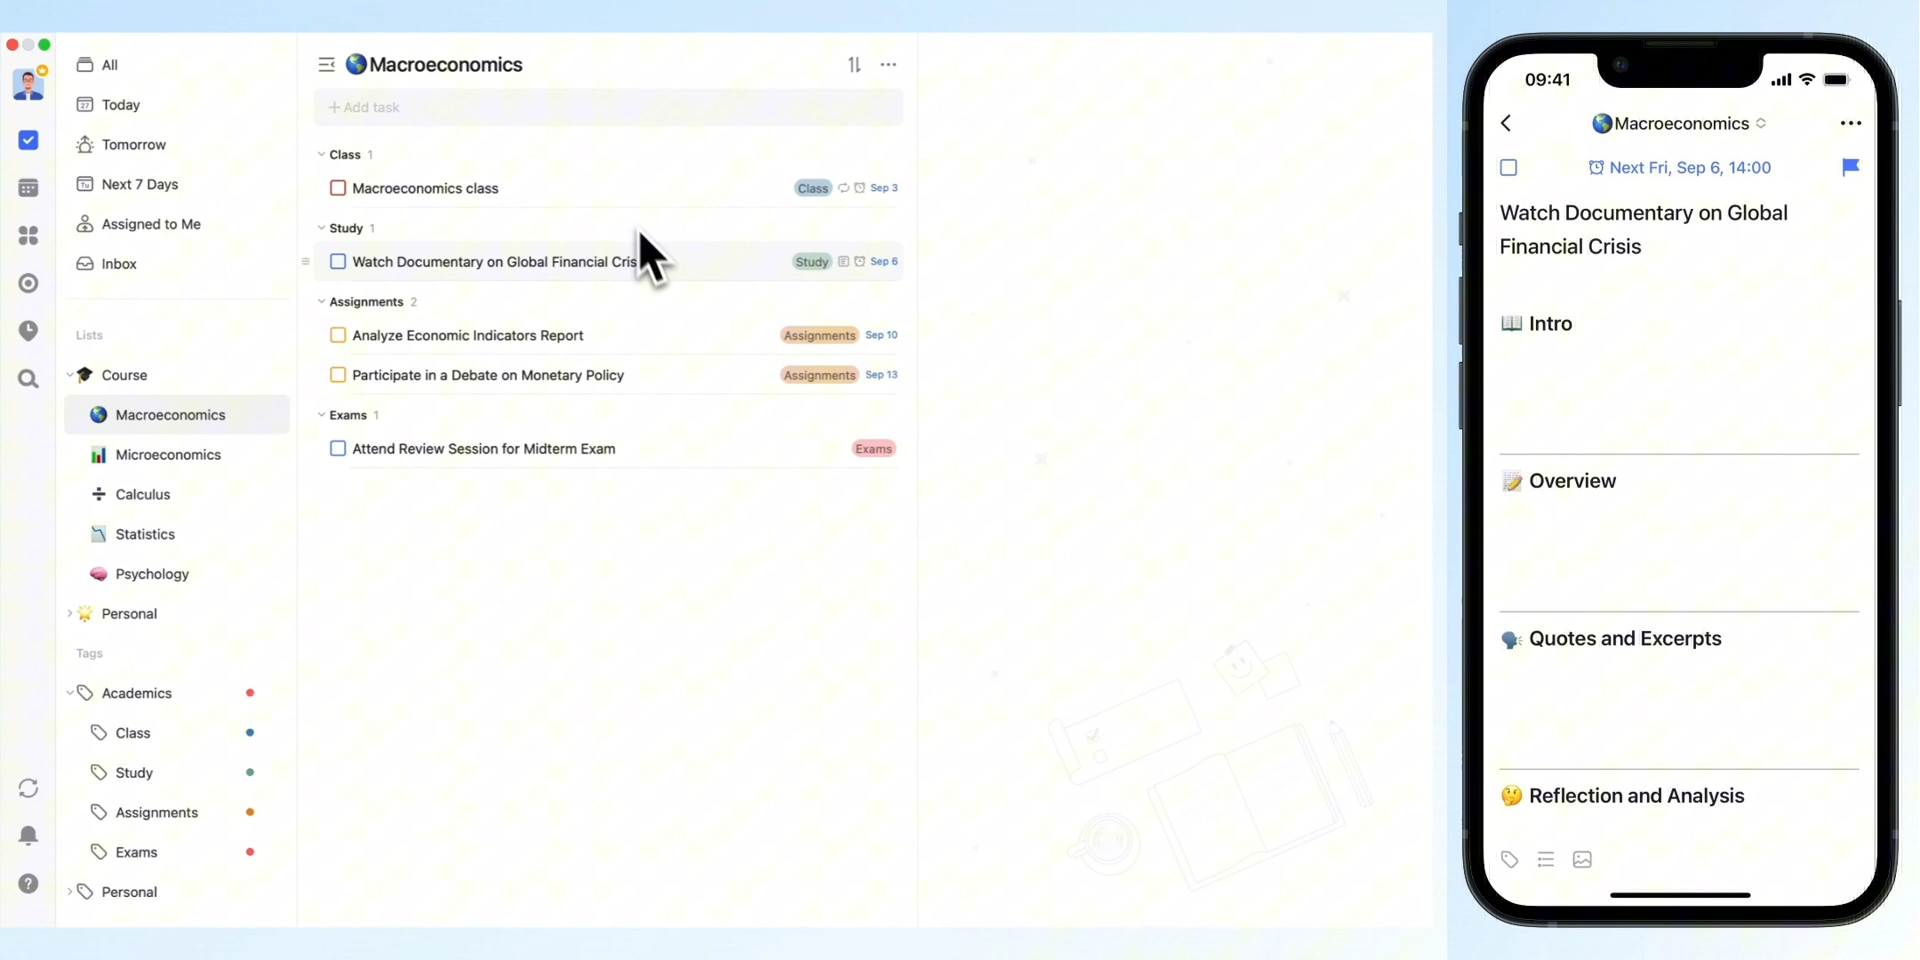 All
27
Today
Tomorrow
Tu
Next 7 Days
Assigned to Me
Inbox
Lists
Course
Macroeconomics
Microeconomics
Calculus
Statistics
Psychology
Personal
Tags
Academics
Class
Study
Assignments
Exams
Personal
?
Macroeconomics
+ Add task
Class 1
Macroeconomics class Class Sep 3
Study 1
Watch Documentary on Global Financial Cris Study Sep 6
Assignments 2
Analyze Economic Indicators Report Assignments Sep 10
Participate in a Debate on Monetary Policy Assignments Sep 13
Exams 1
Attend Review Session for Midterm Exam Exams
09:41
Macroeconomics
Next Fri, Sep 6, 14:00
Watch Documentary on Global
Financial Crisis
Intro
Overview
Quotes and Excerpts
Reflection and Analysis